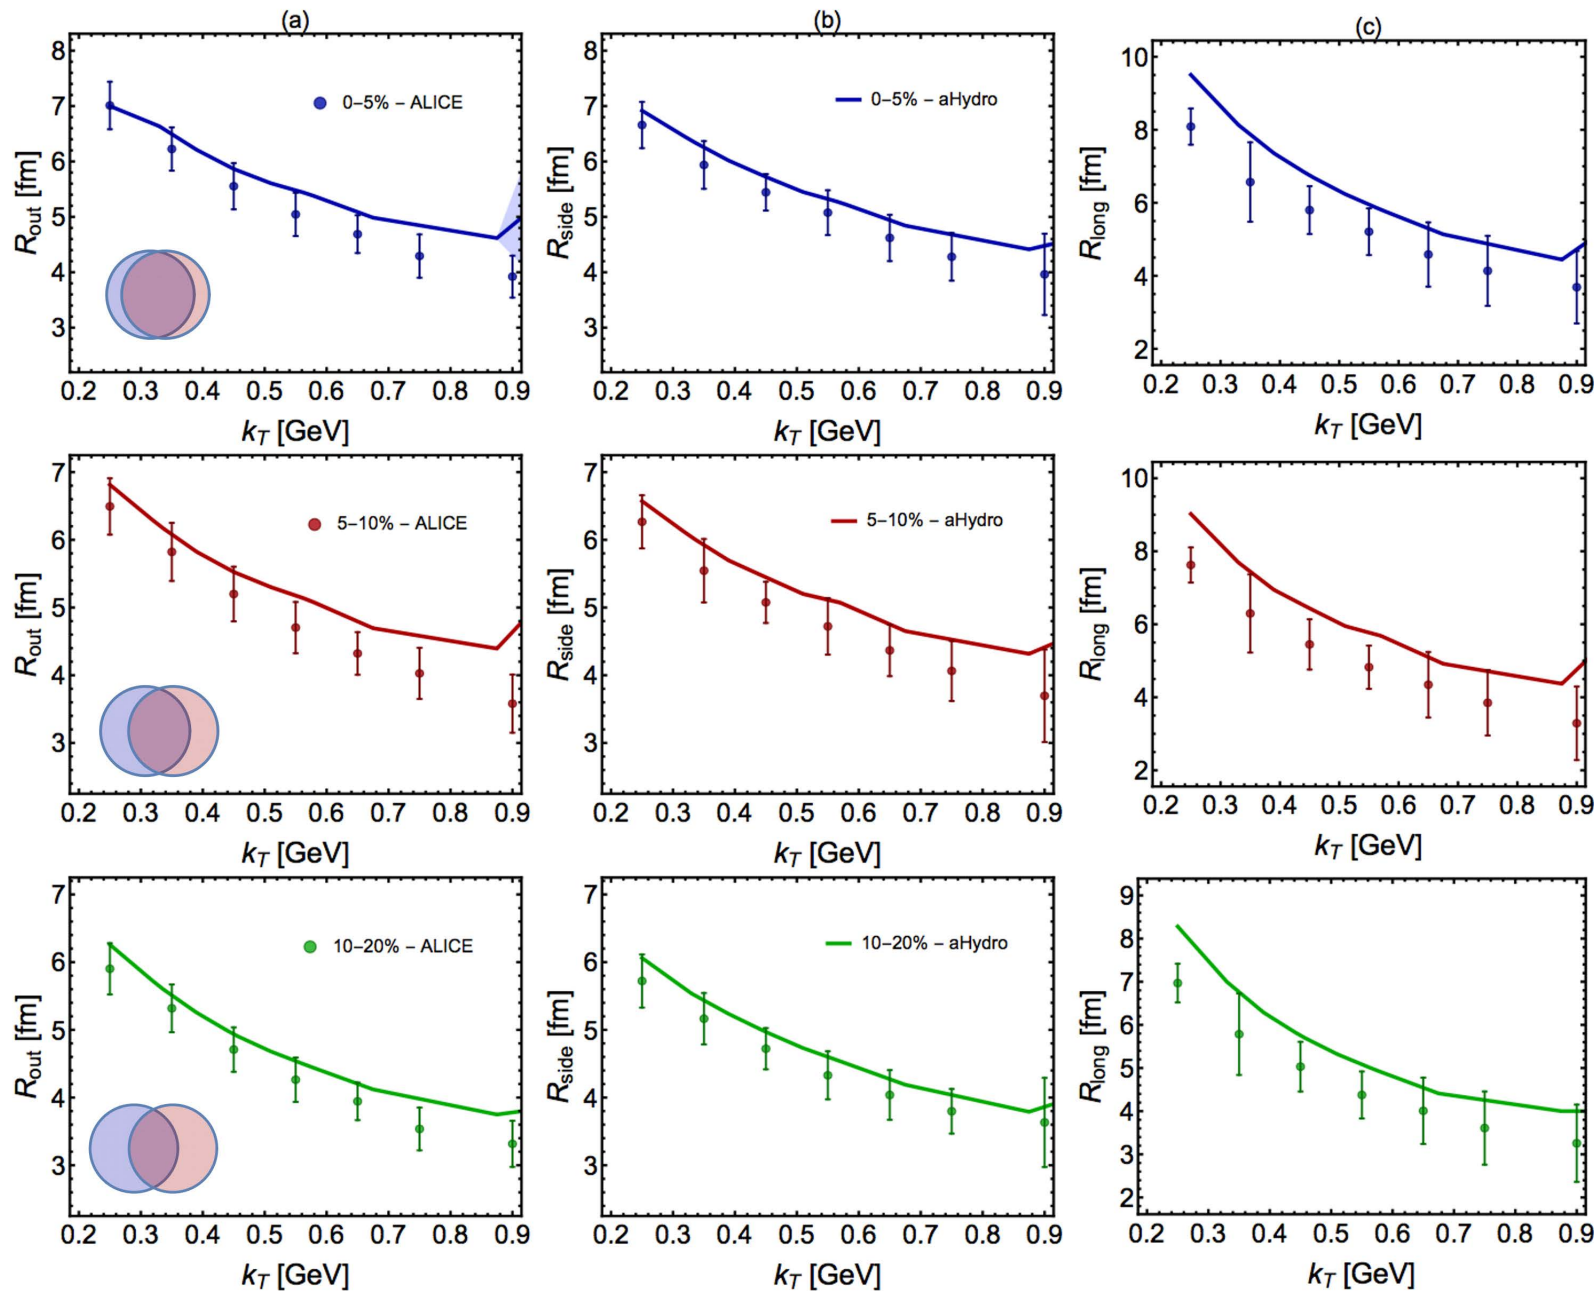 (a)
(b)
(c)
8
7
6
5
4
3
R_out [fm]
0.2 0.3 0.4 0.5 0.6 0.7 0.8 0.9
k_T [GeV]
0–5% – ALICE
8
7
6
5
4
3
R_side [fm]
0.2 0.3 0.4 0.5 0.6 0.7 0.8 0.9
k_T [GeV]
0–5% – aHydro
10
8
6
4
2
R_long [fm]
0.2 0.3 0.4 0.5 0.6 0.7 0.8 0.9
k_T [GeV]
7
6
5
4
3
R_out [fm]
0.2 0.3 0.4 0.5 0.6 0.7 0.8 0.9
k_T [GeV]
5–10% – ALICE
7
6
5
4
3
R_side [fm]
0.2 0.3 0.4 0.5 0.6 0.7 0.8 0.9
k_T [GeV]
5–10% – aHydro
10
8
6
4
2
R_long [fm]
0.2 0.3 0.4 0.5 0.6 0.7 0.8 0.9
k_T [GeV]
7
6
5
4
3
R_out [fm]
0.2 0.3 0.4 0.5 0.6 0.7 0.8 0.9
k_T [GeV]
10–20% – ALICE
7
6
5
4
3
R_side [fm]
0.2 0.3 0.4 0.5 0.6 0.7 0.8 0.9
k_T [GeV]
10–20% – aHydro
9
8
7
6
5
4
3
2
R_long [fm]
0.2 0.3 0.4 0.5 0.6 0.7 0.8 0.9
k_T [GeV]